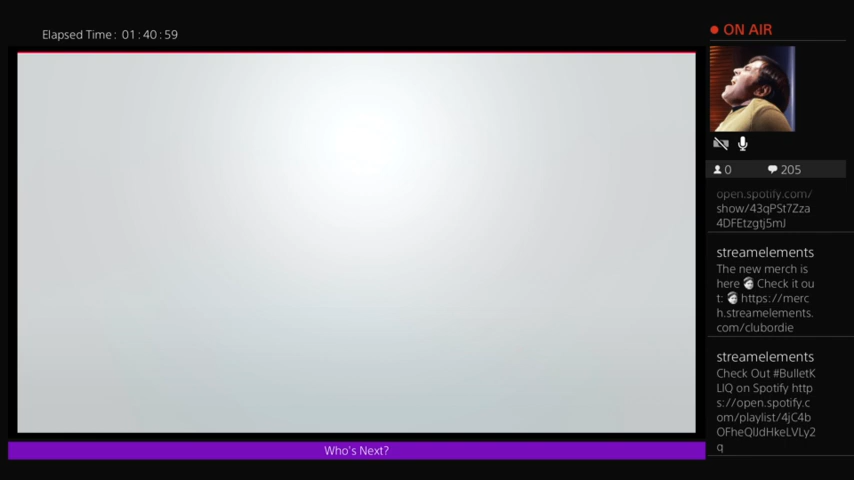 Elapsed Time: 01:40:59
ON AIR
0
205
open.spotify.com/
show/43qPSt7Zza
4DFEtzgtj5mJ
streamelements
The new merch is
here Check it ou
t: https://merc
h.streamelements.
com/clubordie
streamelements
Check Out #BulletK
LIQ on Spotify http
s://open.spotify.c
om/playlist/4jC4b
OFheQIJdHkeLVLy2
q
Who's Next?